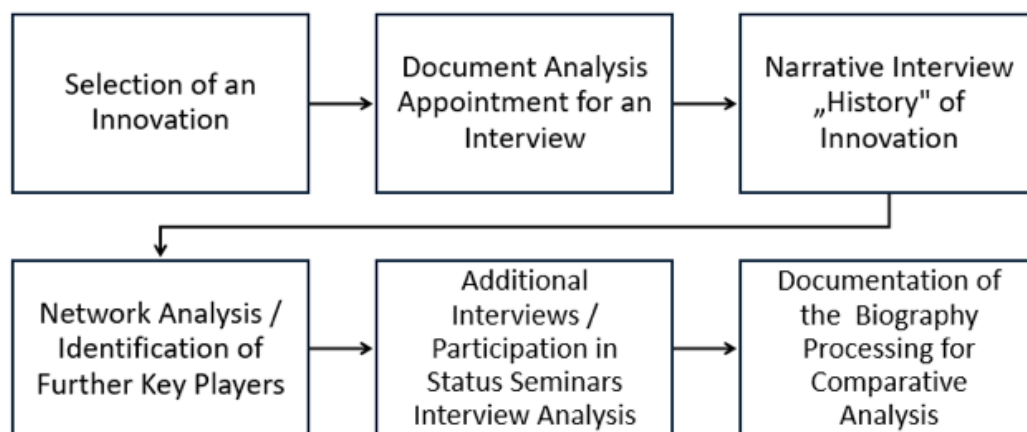 Selection of an
Innovation
Document Analysis
Appointment for an
Interview
Narrative Interview
„History" of
Innovation
Network Analysis /
Identification of
Further Key Players
Additional
Interviews /
Participation in
Status Seminars
Interview Analysis
Documentation of
the Biography
Processing for
Comparative
Analysis